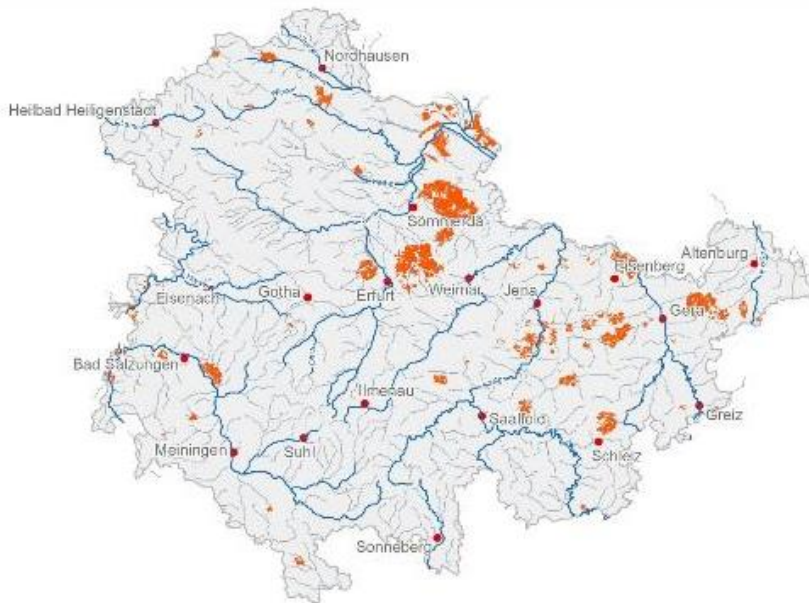 Nordhausen
Heilbad Heiligenstadt
Sömmerda
Altenburg
Eisenberg
Gotha
Erfurt
Weimar
Jena
Eisenach
Gera
Bad Salzungen
Ilmenau
Saalfeld
Greiz
Meiningen
Suhl
Schleiz
Sonneberg